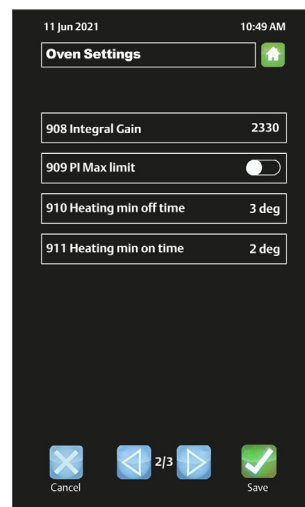 11 Jun 2021 10:49 AM
Oven Settings
908 Integral Gain 2330
909 PI Max limit
910 Heating min off time 3 deg
911 Heating min on time 2 deg
2/3
Cancel Save